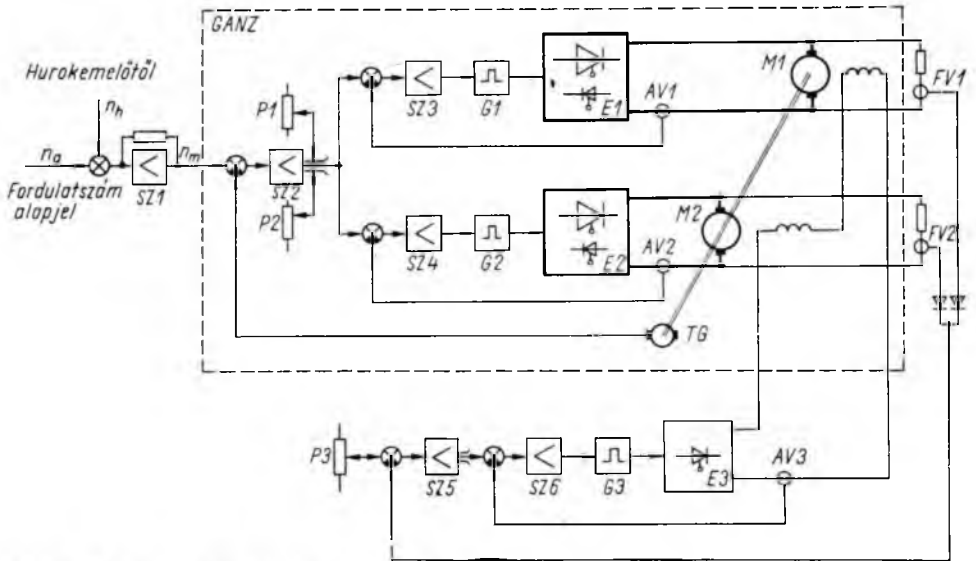 GANZ
Hurokemelőtől
n_h
n_a
n_m
SZ1
Fordulatszám
alapjel
P1
SZ2
P2
SZ3
G1
E1
AV1
M1
FV1
SZ4
G2
E2
AV2
M2
FV2
TG
P3
SZ5
SZ6
G3
E3
AV3